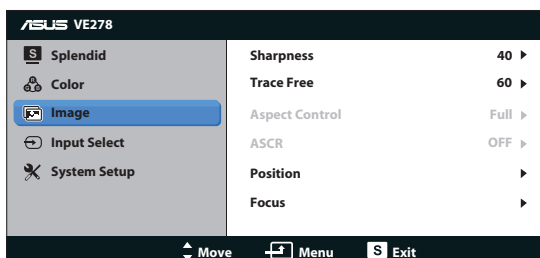 ASUS VE278
S Splendid
Color
Image
Input Select
System Setup
Sharpness 40
Trace Free 60
Aspect Control Full
ASCR OFF
Position
Focus
Move Menu S Exit